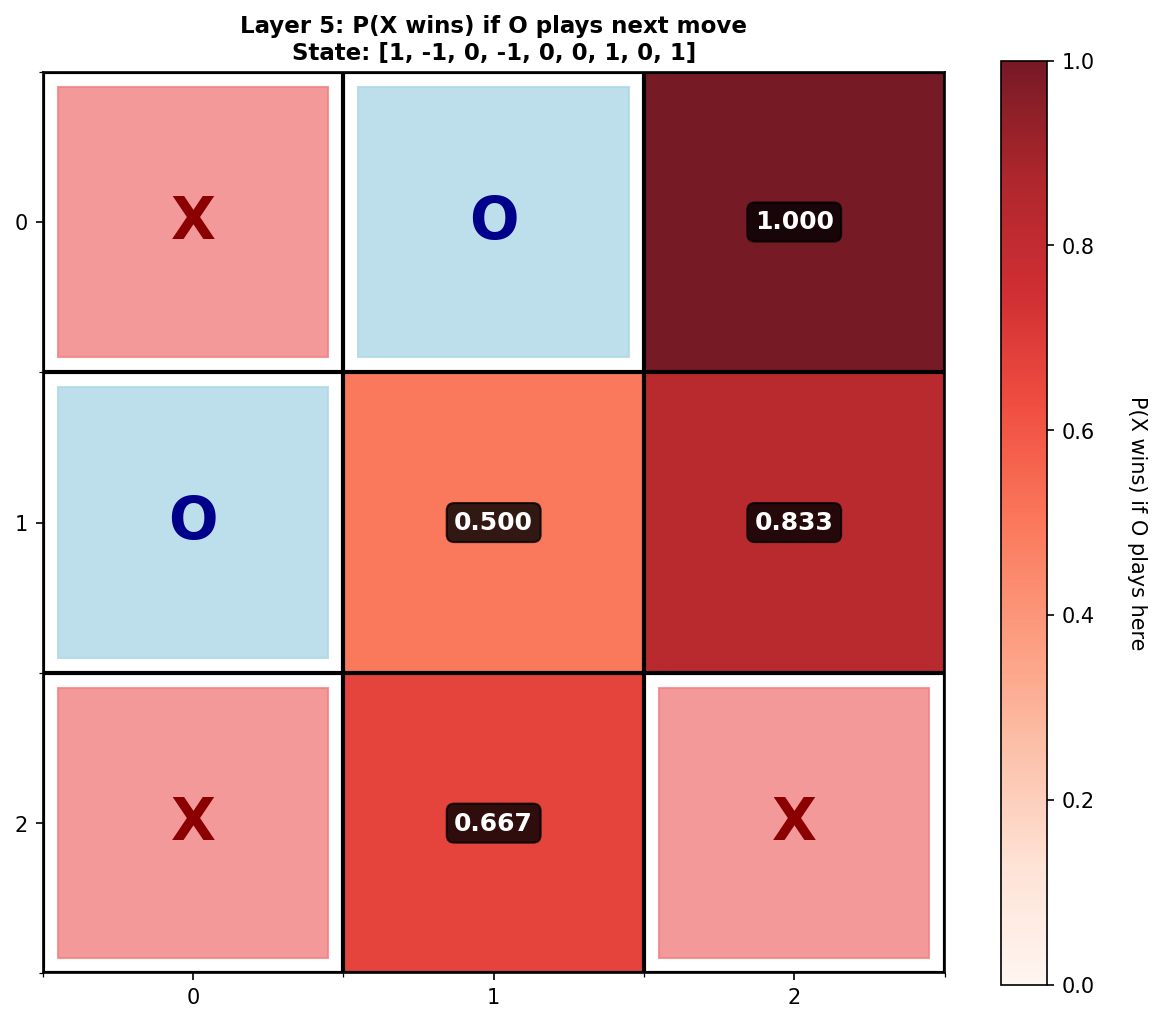 Layer 5: P(X wins) if O plays next move
State: [1, -1, 0, -1, 0, 0, 1, 0, 1]
0
X
O
1.000
1
O
0.500
0.833
2
X
0.667
X
0
1
2
1.0
0.8
0.6
0.4
0.2
0.0
P(X wins) if O plays here